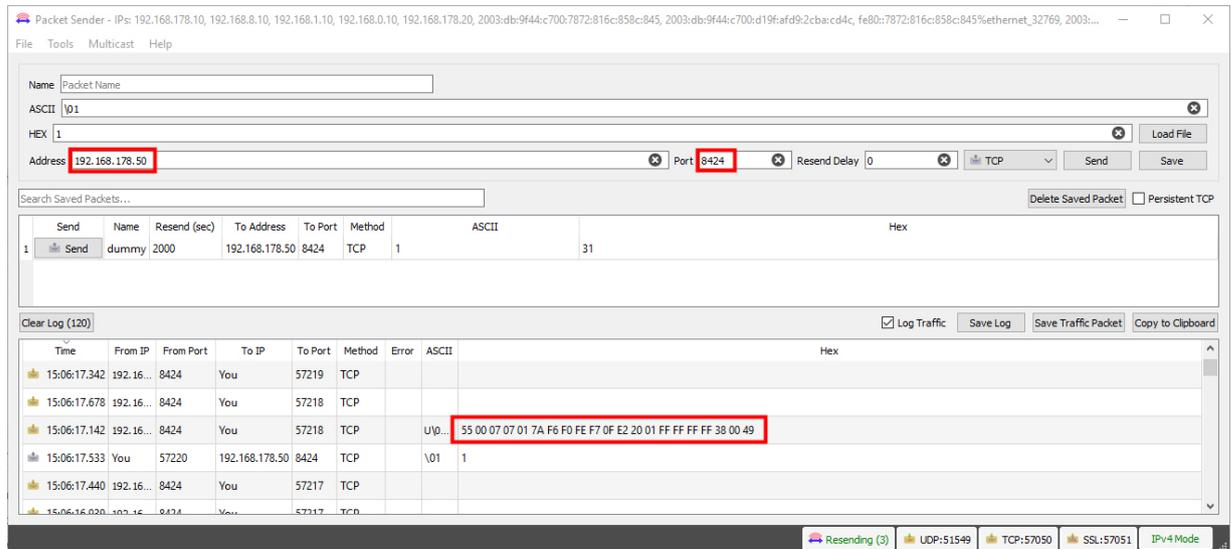 Packet Sender - IPs: 192.168.178.10, 192.168.8.10, 192.168.1.10, 192.168.0.10, 192.168.178.20, 2003:db:9f44:c700:7872:816c:858c:845, 2003:db:9f44:c700:d19f:afd9:2cba:cd4c, fe80::7872:816c:858c:845%ethernet_32769, 2003:...
File Tools Multicast Help
Name Packet Name
ASCII \01
HEX 1 Load File
Address 192.168.178.50 Port 8424 Resend Delay 0 TCP Send Save
Search Saved Packets... Delete Saved Packet Persistent TCP
Send Name Resend (sec) To Address To Port Method ASCII Hex
1 Send dummy 2000 192.168.178.50 8424 TCP 1 31
Clear Log (120) Log Traffic Save Log Save Traffic Packet Copy to Clipboard
Time From IP From Port To IP To Port Method Error ASCII Hex
15:06:17.342 192.16... 8424 You 57219 TCP
15:06:17.678 192.16... 8424 You 57218 TCP
15:06:17.142 192.16... 8424 You 57218 TCP U\0... 55 00 07 07 01 7A F6 F0 FE F7 0F E2 20 01 FF FF FF FF 38 00 49
15:06:17.533 You 57220 192.168.178.50 8424 TCP \01 1
15:06:17.440 192.16... 8424 You 57217 TCP
15:06:16.939 192.16... 8424 You 57217 TCP
Resending (3) UDP:51549 TCP:57050 SSL:57051 IPv4 Mode